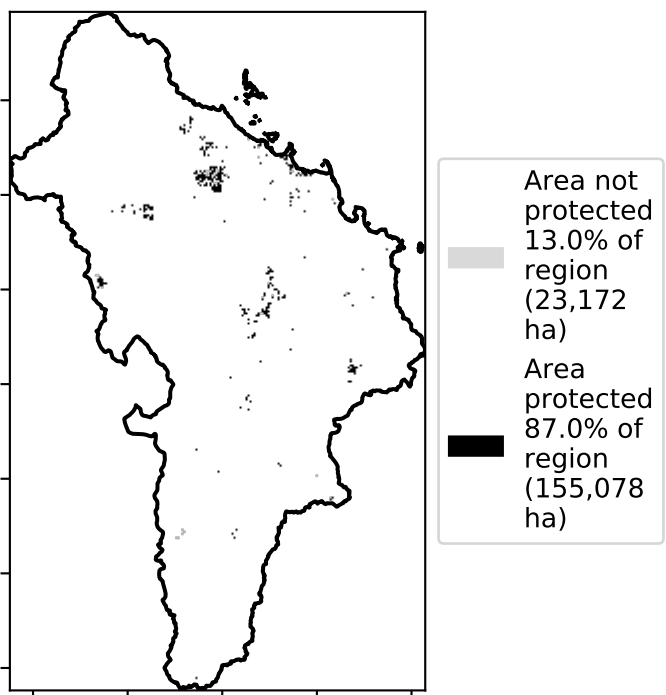 Area not
protected
13.0% of
region
(23,172
ha)
Area
protected
87.0% of
region
(155,078
ha)